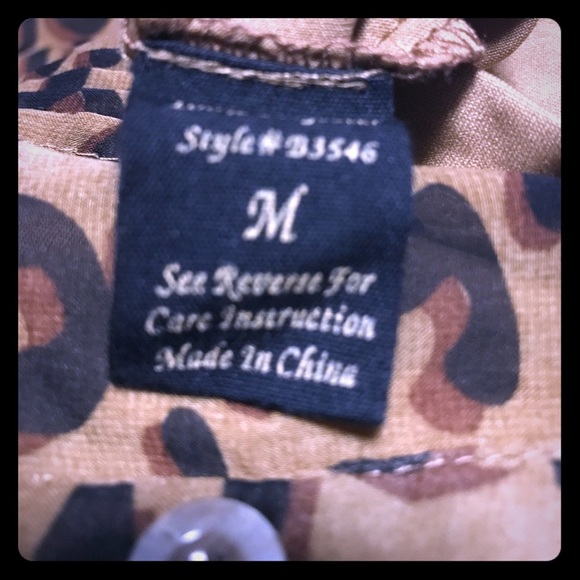 Style# B3546
M
See Reverse For
Care Instruction
Made In China